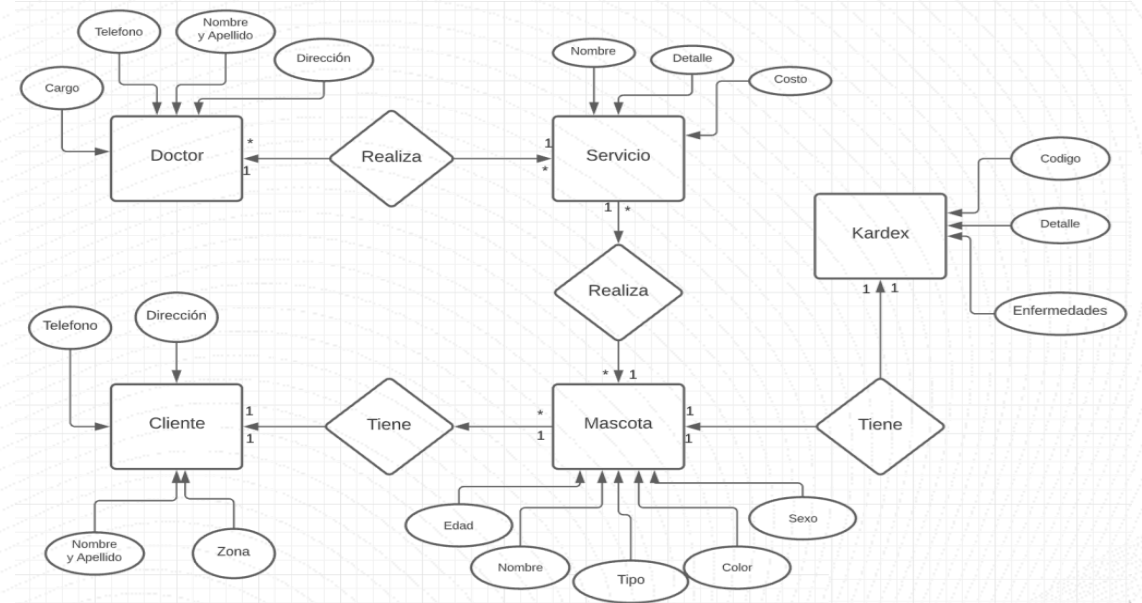 Telefono
Nombre
y Apellido
Dirección
Cargo
Doctor
*
1
Realiza
1
*
Nombre
Detalle
Costo
Servicio
1 *
Realiza
* 1
Codigo
Detalle
Enfermedades
Kardex
1 1
Tiene
1
1
Telefono
Dirección
Cliente
1
1
Tiene
*
1
Mascota
Nombre
y Apellido
Zona
Edad
Nombre
Tipo
Color
Sexo